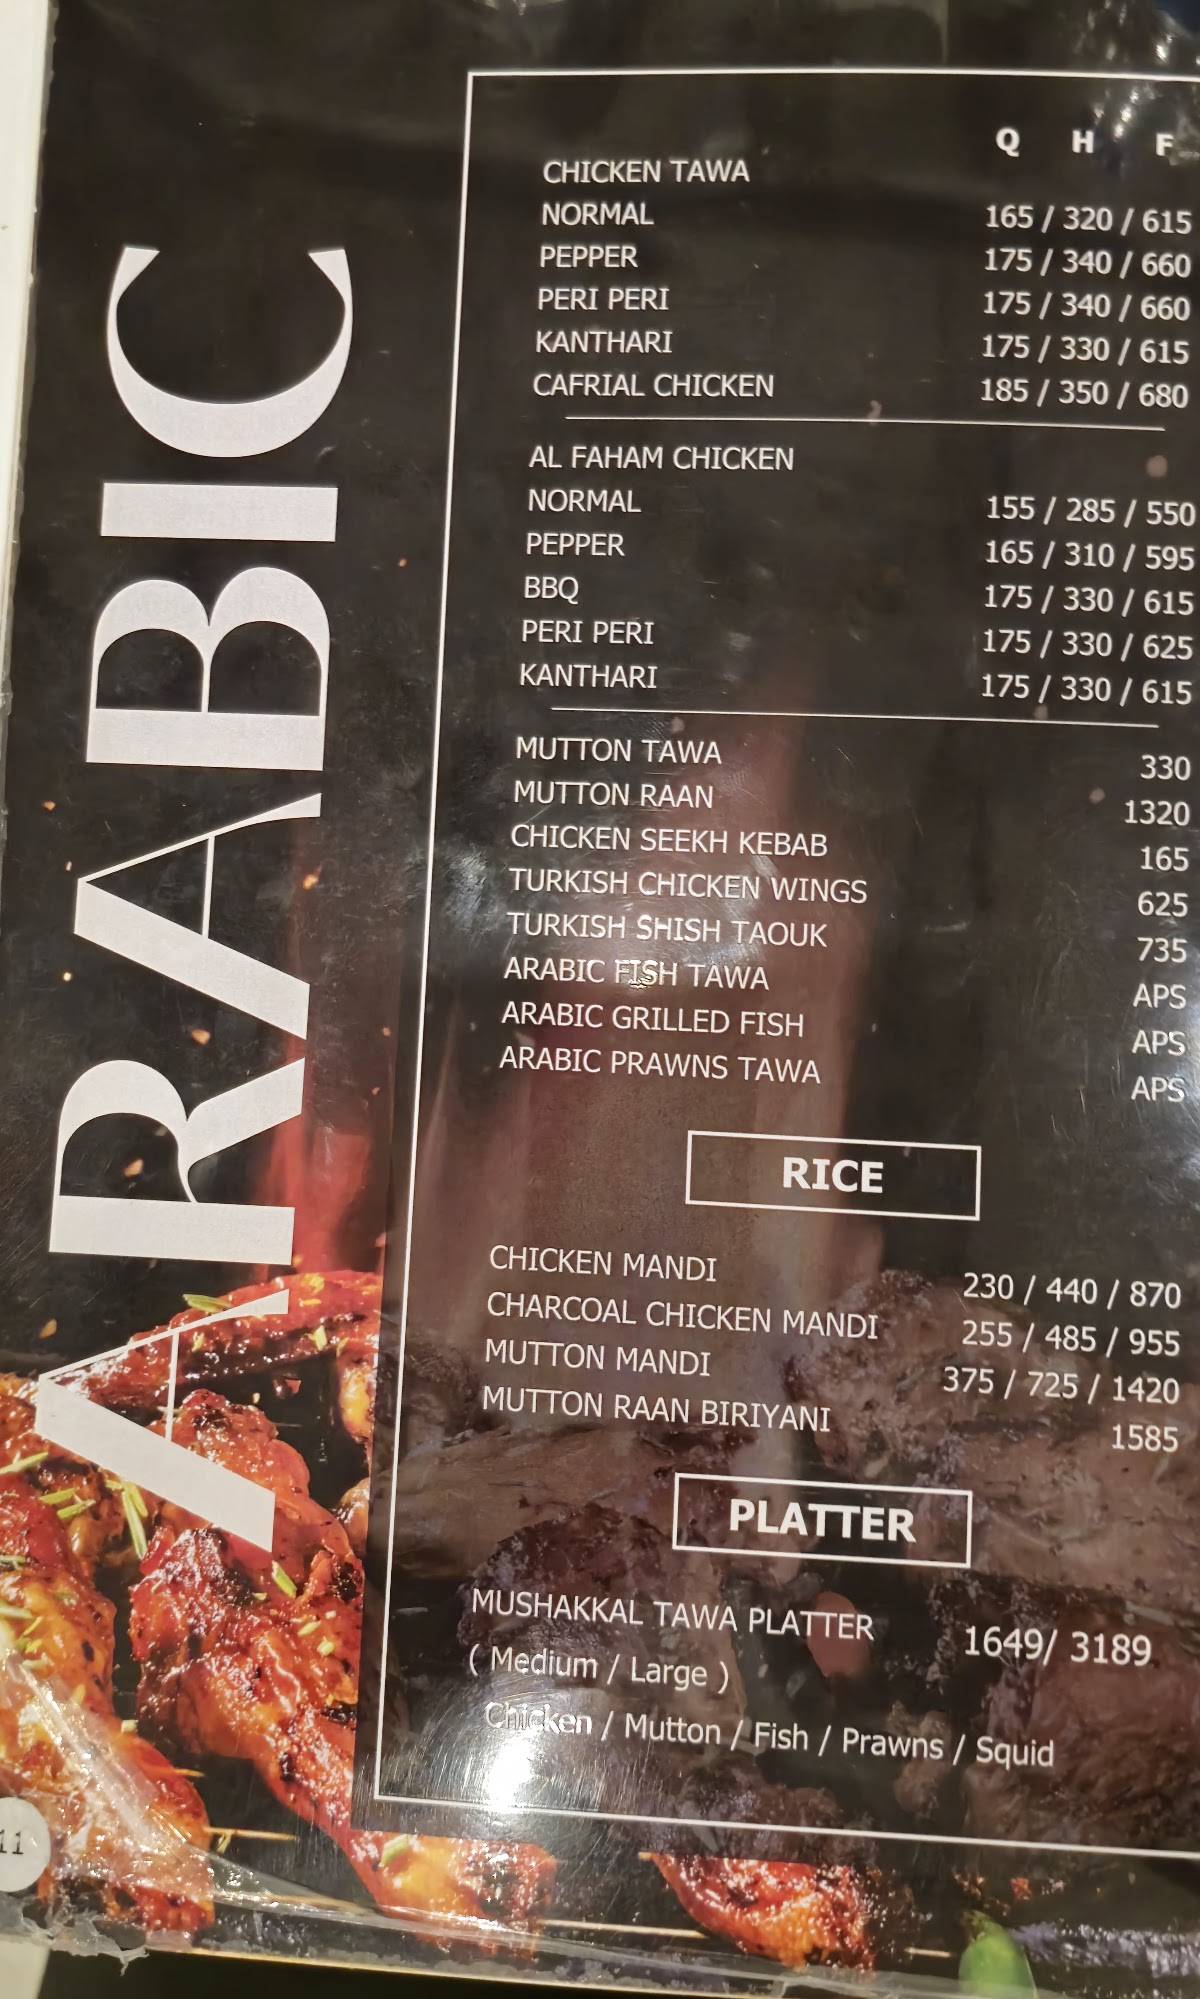 ARABIC
Q H F
CHICKEN TAWA
NORMAL 165 / 320 / 615
PEPPER 175 / 340 / 660
PERI PERI 175 / 340 / 660
KANTHARI 175 / 330 / 615
CAFRIAL CHICKEN 185 / 350 / 680
AL FAHAM CHICKEN
NORMAL 155 / 285 / 550
PEPPER 165 / 310 / 595
BBQ 175 / 330 / 615
PERI PERI 175 / 330 / 625
KANTHARI 175 / 330 / 615
MUTTON TAWA 330
MUTTON RAAN 1320
CHICKEN SEEKH KEBAB 165
TURKISH CHICKEN WINGS 625
TURKISH SHISH TAOUK 735
ARABIC FISH TAWA APS
ARABIC GRILLED FISH APS
ARABIC PRAWNS TAWA APS
RICE
CHICKEN MANDI 230 / 440 / 870
CHARCOAL CHICKEN MANDI 255 / 485 / 955
MUTTON MANDI 375 / 725 / 1420
MUTTON RAAN BIRIYANI 1585
PLATTER
MUSHAKKAL TAWA PLATTER 1649/ 3189
( Medium / Large )
Chicken / Mutton / Fish / Prawns / Squid
11